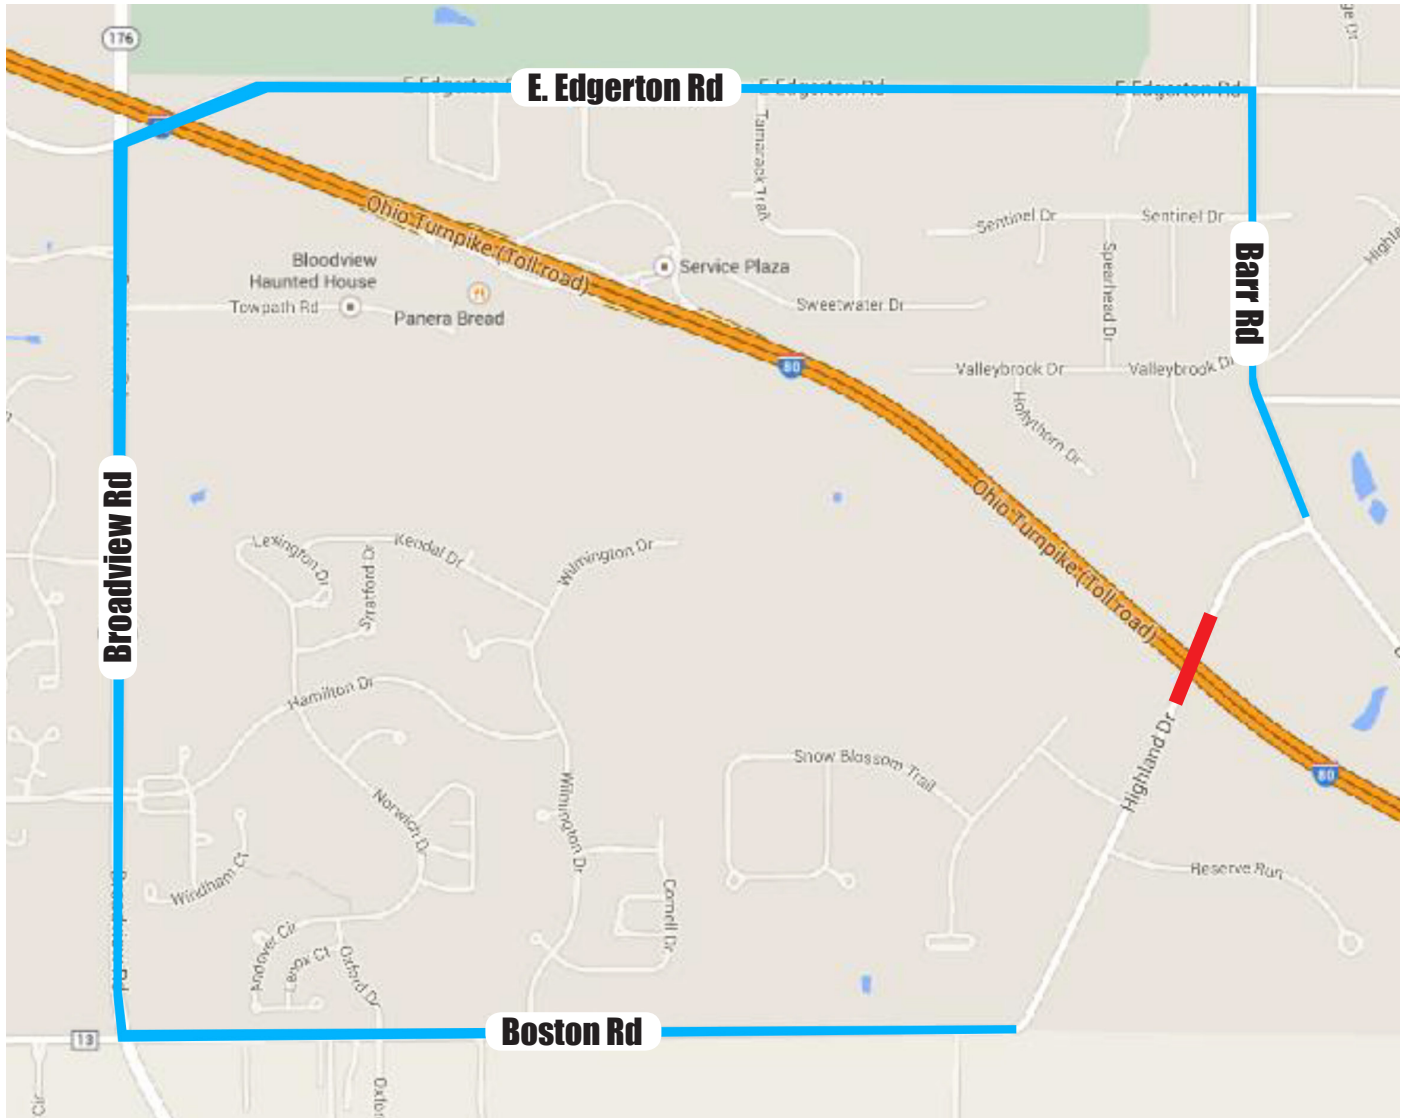 176
E. Edgerton Rd
E Edgerton Rd
E Edgerton Rd
Tamarack Trail
Sentinel Dr
Sentinel Dr
Ohio Turnpike (Toll road)
Bloodview
Haunted House
Service Plaza
Spearhead Dr
Barr Rd
Towpath Rd
Panera Bread
Sweetwater Dr
80
Valleybrook Dr
Valleybrook Dr
Hollythorn Dr
Broadview Rd
Ohio Turnpike (Toll road)
Lexington Dr
Stratford Dr
Kendal Dr
Wilmington Dr
Hamilton Dr
Snow Blossom Trail
Highland Dr
80
Norwich Dr
Wilmington Dr
Windham Ct
Reserve Run
Cornell Dr
Andover Cir
Lenox Ct
Oxford Dr
13
Boston Rd
Cir